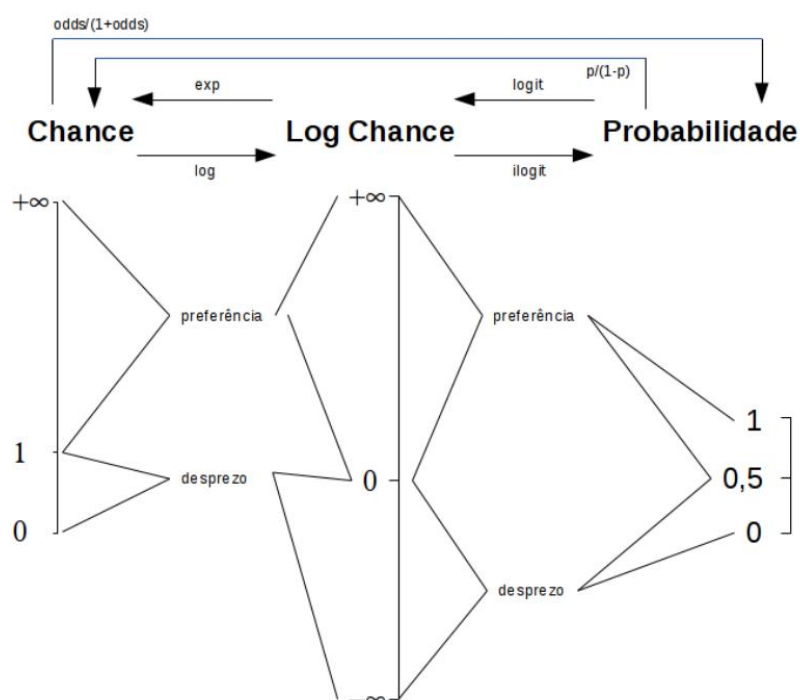 odds/(1+odds)
p/(1-p)
exp
logit
Chance
Log Chance
Probabilidade
log
ilogit
+∞
+∞
preferência
preferência
1
1
desprezo
0
0,5
0
0
desprezo
−∞